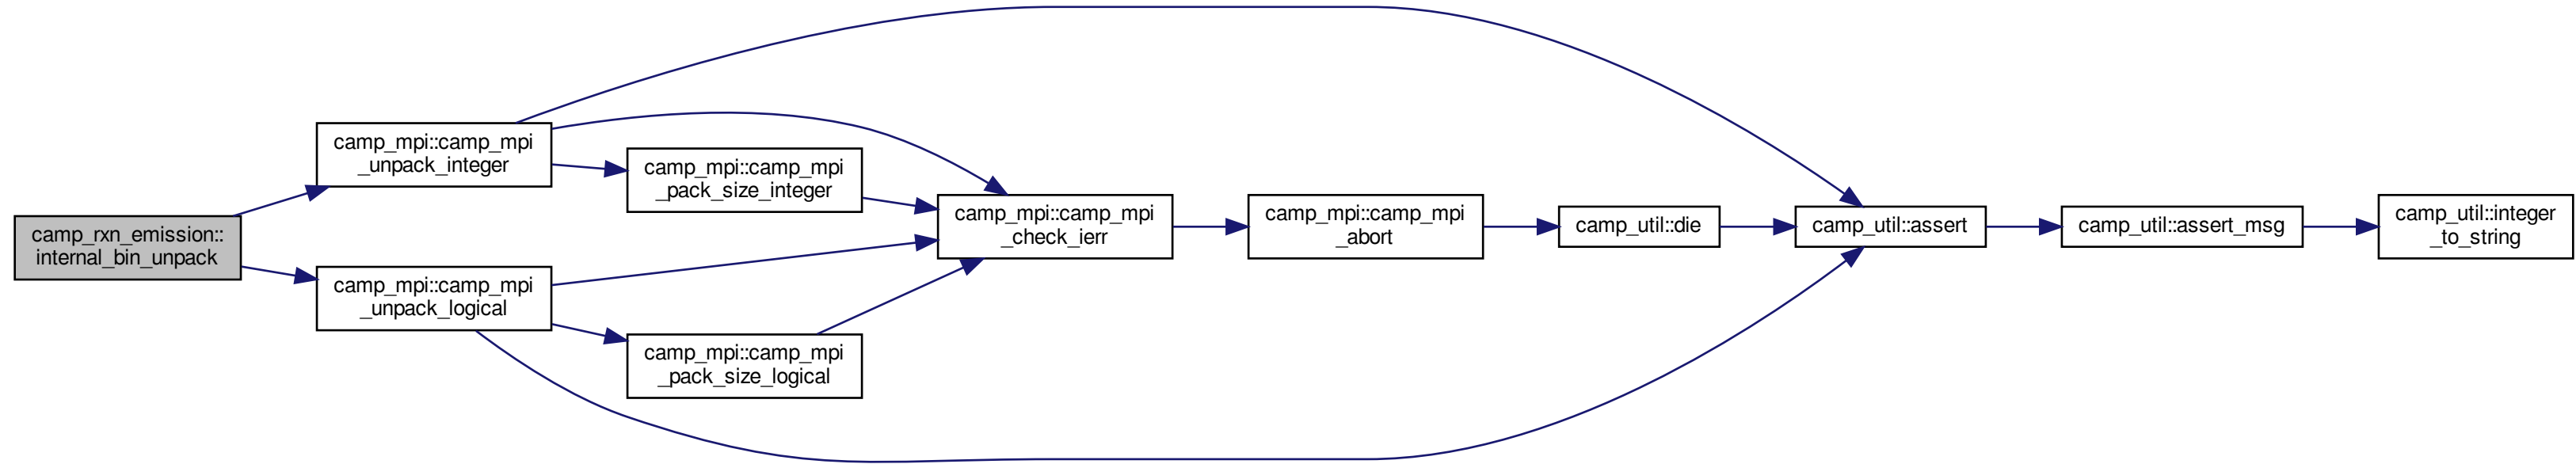 camp_rxn_emission::
internal_bin_unpack
camp_mpi::camp_mpi
_unpack_integer
camp_mpi::camp_mpi
_unpack_logical
camp_mpi::camp_mpi
_pack_size_integer
camp_mpi::camp_mpi
_pack_size_logical
camp_mpi::camp_mpi
_check_ierr
camp_mpi::camp_mpi
_abort
camp_util::die
camp_util::assert
camp_util::assert_msg
camp_util::integer
_to_string